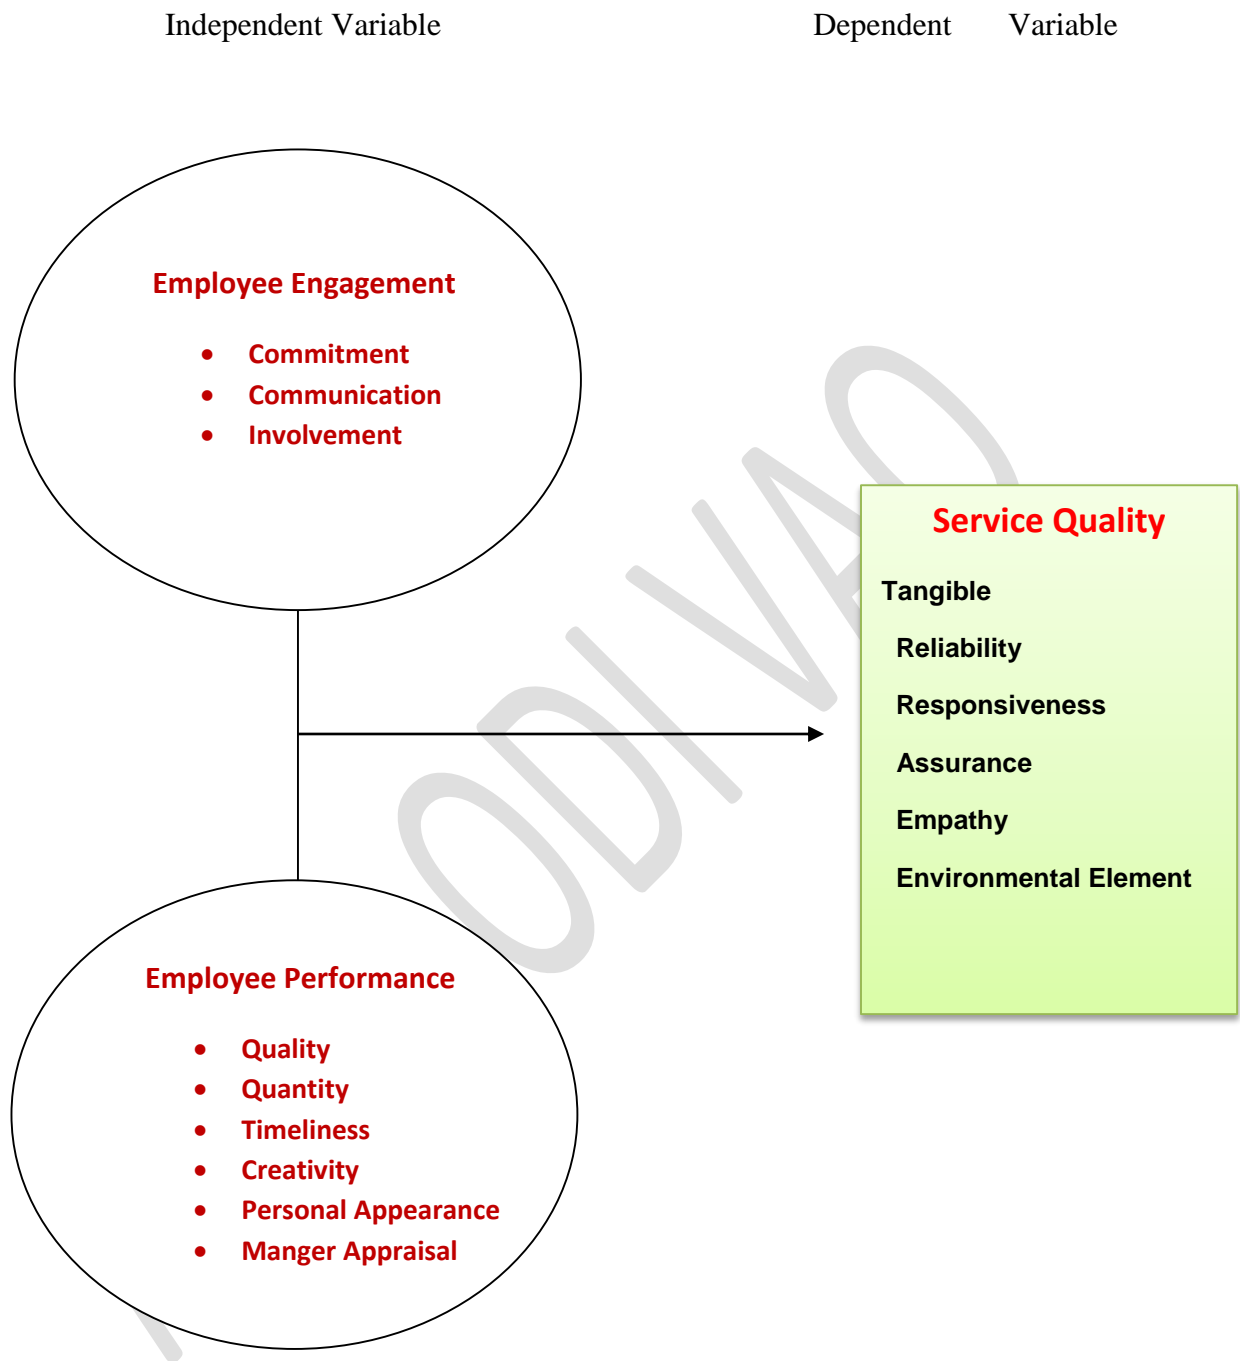 Independent Variable
Dependent Variable
Employee Engagement
• Commitment
• Communication
• Involvement
Service Quality
Tangible
Reliability
Responsiveness
Assurance
Empathy
Environmental Element
Employee Performance
• Quality
• Quantity
• Timeliness
• Creativity
• Personal Appearance
• Manger Appraisal